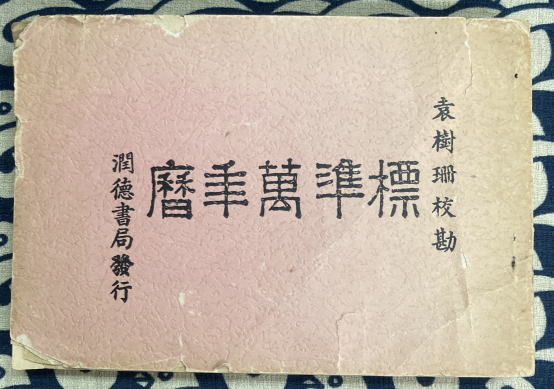 袁樹珊校勘
標準萬年曆
潤德書局發行